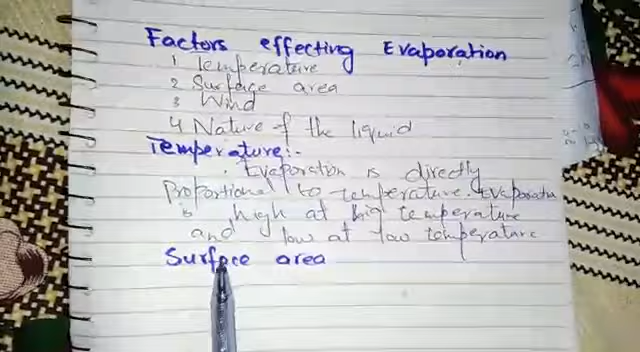 Factors effecting Evaporation
1 Temperature
2 Surface area
3 Wind
4 Nature of the liquid
Temperature:-
. Evaporation is directly
Proportional to temperature. Evaporation
is high at high temperature
and low at low temperature
Surface area